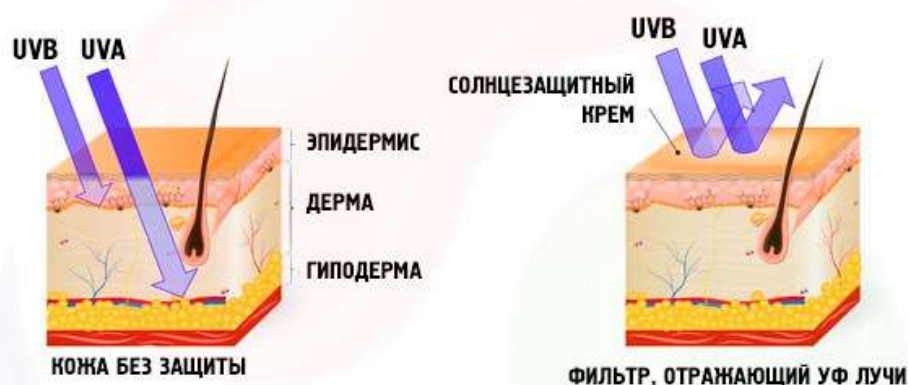 UVB UVA
ЭПИДЕРМИС
ДЕРМА
ГИПОДЕРМА
КОЖА БЕЗ ЗАЩИТЫ
UVB UVA
СОЛНЦЕЗАЩИТНЫЙ
КРЕМ
ФИЛЬТР, ОТРАЖАЮЩИЙ УФ ЛУЧИ